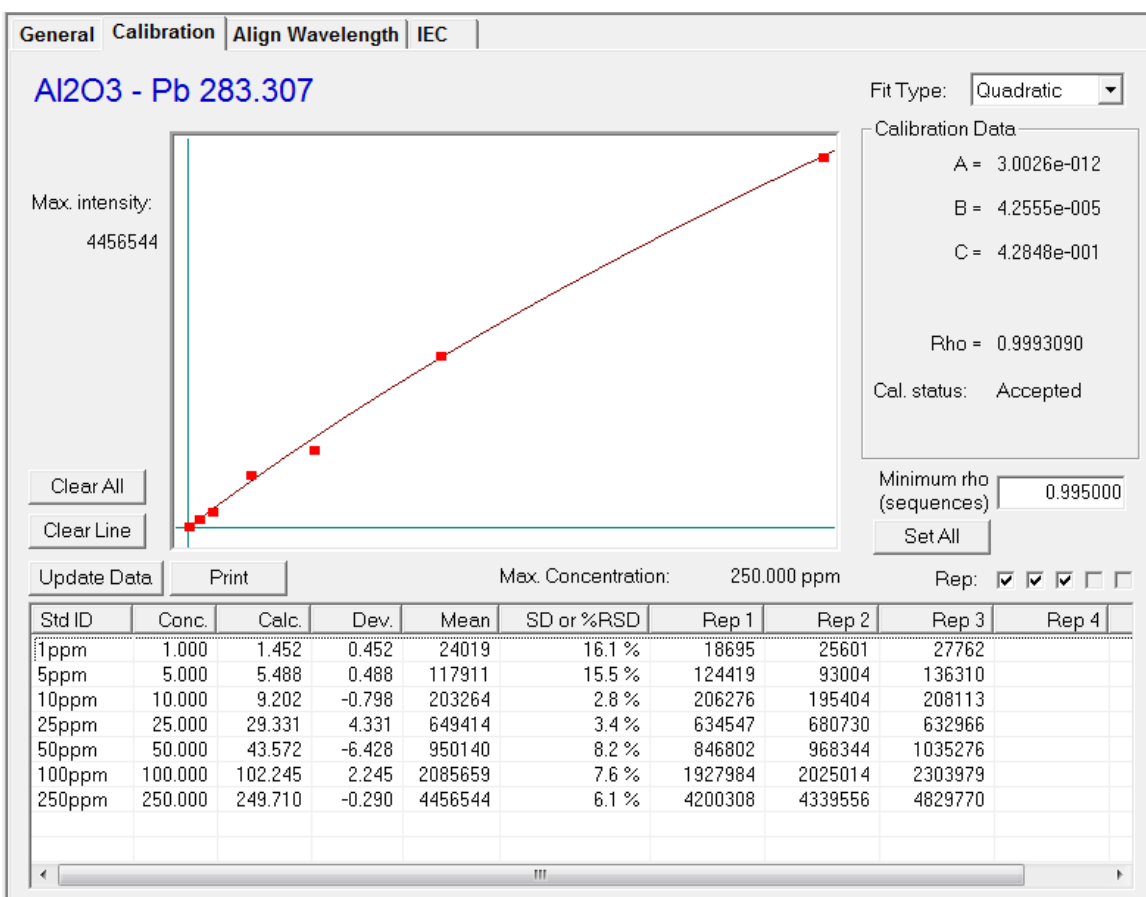 General Calibration Align Wavelength IEC
Al2O3 - Pb 283.307
Fit Type: Quadratic
Calibration Data
A = 3.0026e-012
Max. intensity:
B = 4.2555e-005
4456544
C = 4.2848e-001
Rho = 0.9993090
Cal. status: Accepted
Clear All
Minimum rho
(sequences) 0.995000
Clear Line
Set All
Update Data Print Max. Concentration: 250.000 ppm Rep:
Std ID Conc. Calc. Dev. Mean SD or %RSD Rep 1 Rep 2 Rep 3 Rep 4
1ppm 1.000 1.452 0.452 24019 16.1 % 18695 25601 27762
5ppm 5.000 5.488 0.488 117911 15.5 % 124419 93004 136310
10ppm 10.000 9.202 -0.798 203264 2.8 % 206276 195404 208113
25ppm 25.000 29.331 4.331 649414 3.4 % 634547 680730 632966
50ppm 50.000 43.572 -6.428 950140 8.2 % 846802 968344 1035276
100ppm 100.000 102.245 2.245 2085659 7.6 % 1927984 2025014 2303979
250ppm 250.000 249.710 -0.290 4456544 6.1 % 4200308 4339556 4829770